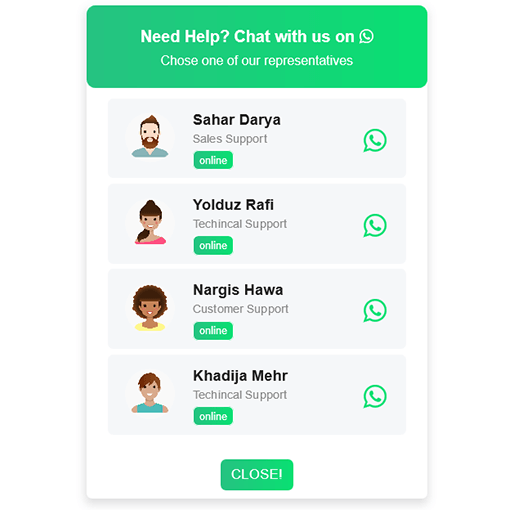 Need Help? Chat with us on
Chose one of our representatives
Sahar Darya
Sales Support
online
Yolduz Rafi
Techincal Support
online
Nargis Hawa
Customer Support
online
Khadija Mehr
Techincal Support
online
CLOSE!